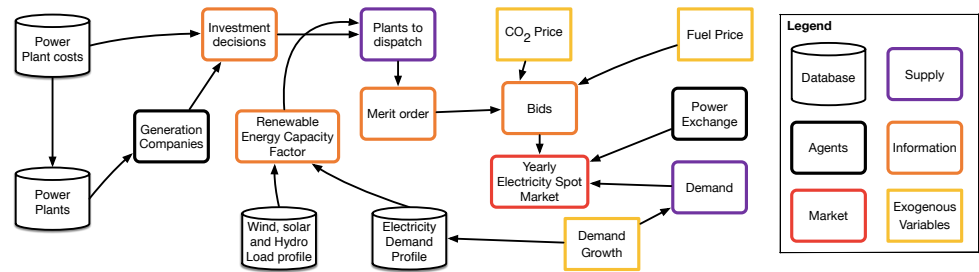 Power
Plant costs
Investment
decisions
Plants to
dispatch
CO2 Price
Fuel Price
Generation
Companies
Renewable
Energy Capacity
Factor
Merit order
Bids
Power
Exchange
Power
Plants
Yearly
Electricity Spot
Market
Demand
Wind, solar
and Hydro
Load profile
Electricity
Demand
Profile
Demand
Growth
Legend
Database
Supply
Agents
Information
Market
Exogenous
Variables